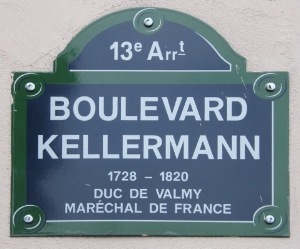 13e Arrt
BOULEVARD
KELLERMANN
1728 - 1820
DUC DE VALMY
MARÉCHAL DE FRANCE